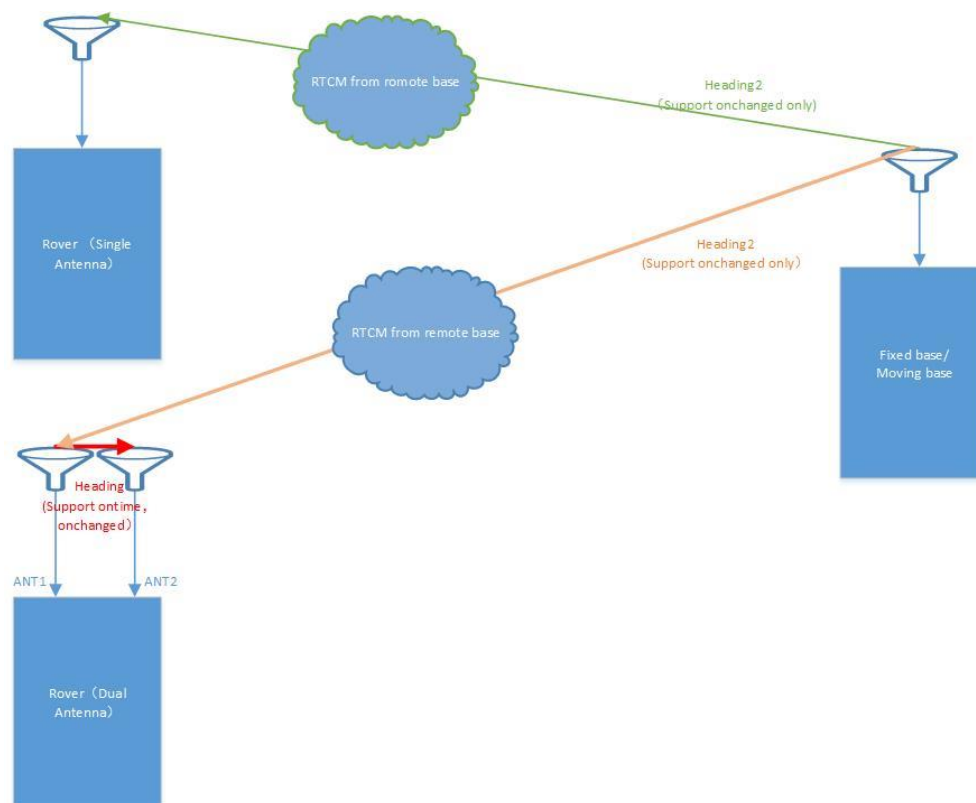 RTCM from romote base
Heading2
（Support onchanged only)
Rover （Single
Antenna）
Heading2
(Support onchanged only）
RTCM from remote base
Fixed base/
Moving base
Heading
(Support ontime，
onchanged）
ANT1
ANT2
Rover（Dual
Antenna）